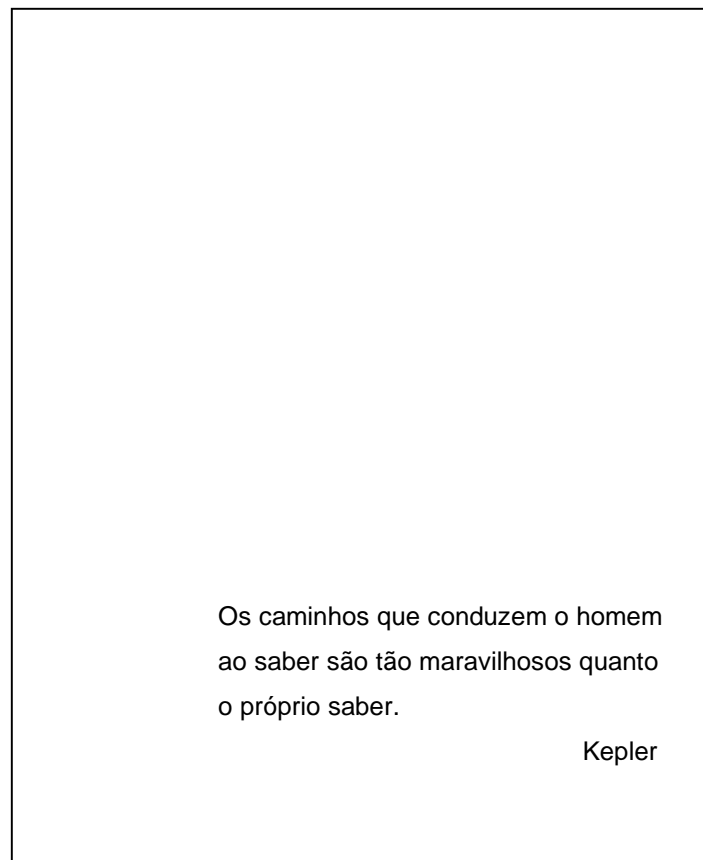 Os caminhos que conduzem o homem
ao saber são tão maravilhosos quanto
o próprio saber.
Kepler